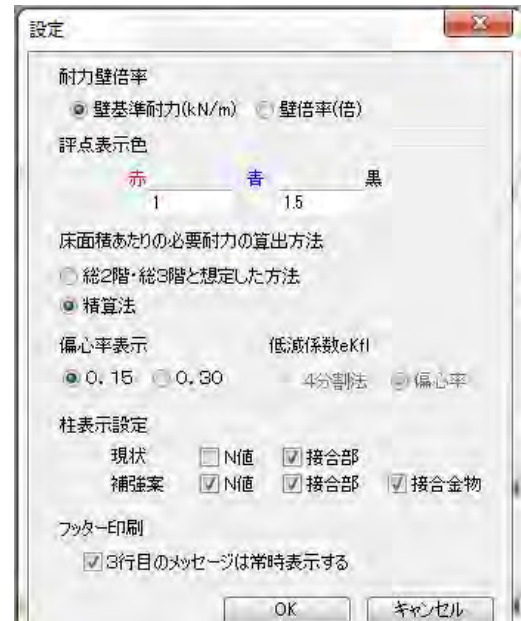 設定
耐力壁倍率
壁基準耐力(kN/m) 壁倍率(倍)
評点表示色
赤 青 黒
1 1.5
床面積あたりの必要耐力の算出方法
総2階・総3階と想定した方法
精算法
偏心率表示 低減係数eKfl
0.15 0.30 4分割法 偏心率
柱表示設定
現状 N値 接合部
補強案 N値 接合部 接合金物
フッター印刷
3行目のメッセージは常時表示する
OK キャンセル